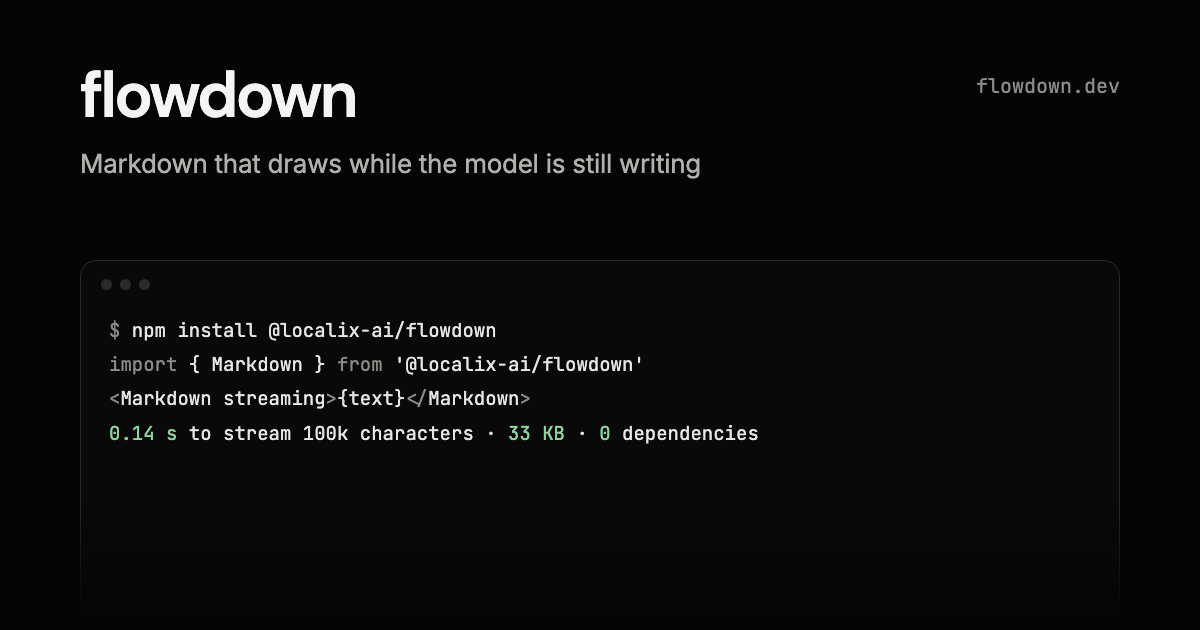 flowdown
flowdown.dev
Markdown that draws while the model is still writing
$ npm install @localix-ai/flowdown
import { Markdown } from '@localix-ai/flowdown'
<Markdown streaming>{text}</Markdown>
0.14 s to stream 100k characters · 33 KB · 0 dependencies